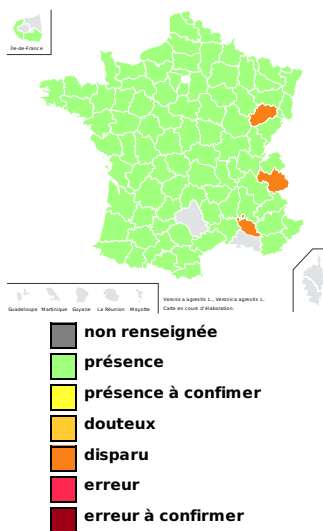 Île-de-France
Guadeloupe Martinique Guyane La Réunion Mayotte
Veronica agrestis L., Veronica agrestis L.
Carte en cours d'élaboration.
non renseignée
présence
présence à confimer
douteux
disparu
erreur
erreur à confirmer